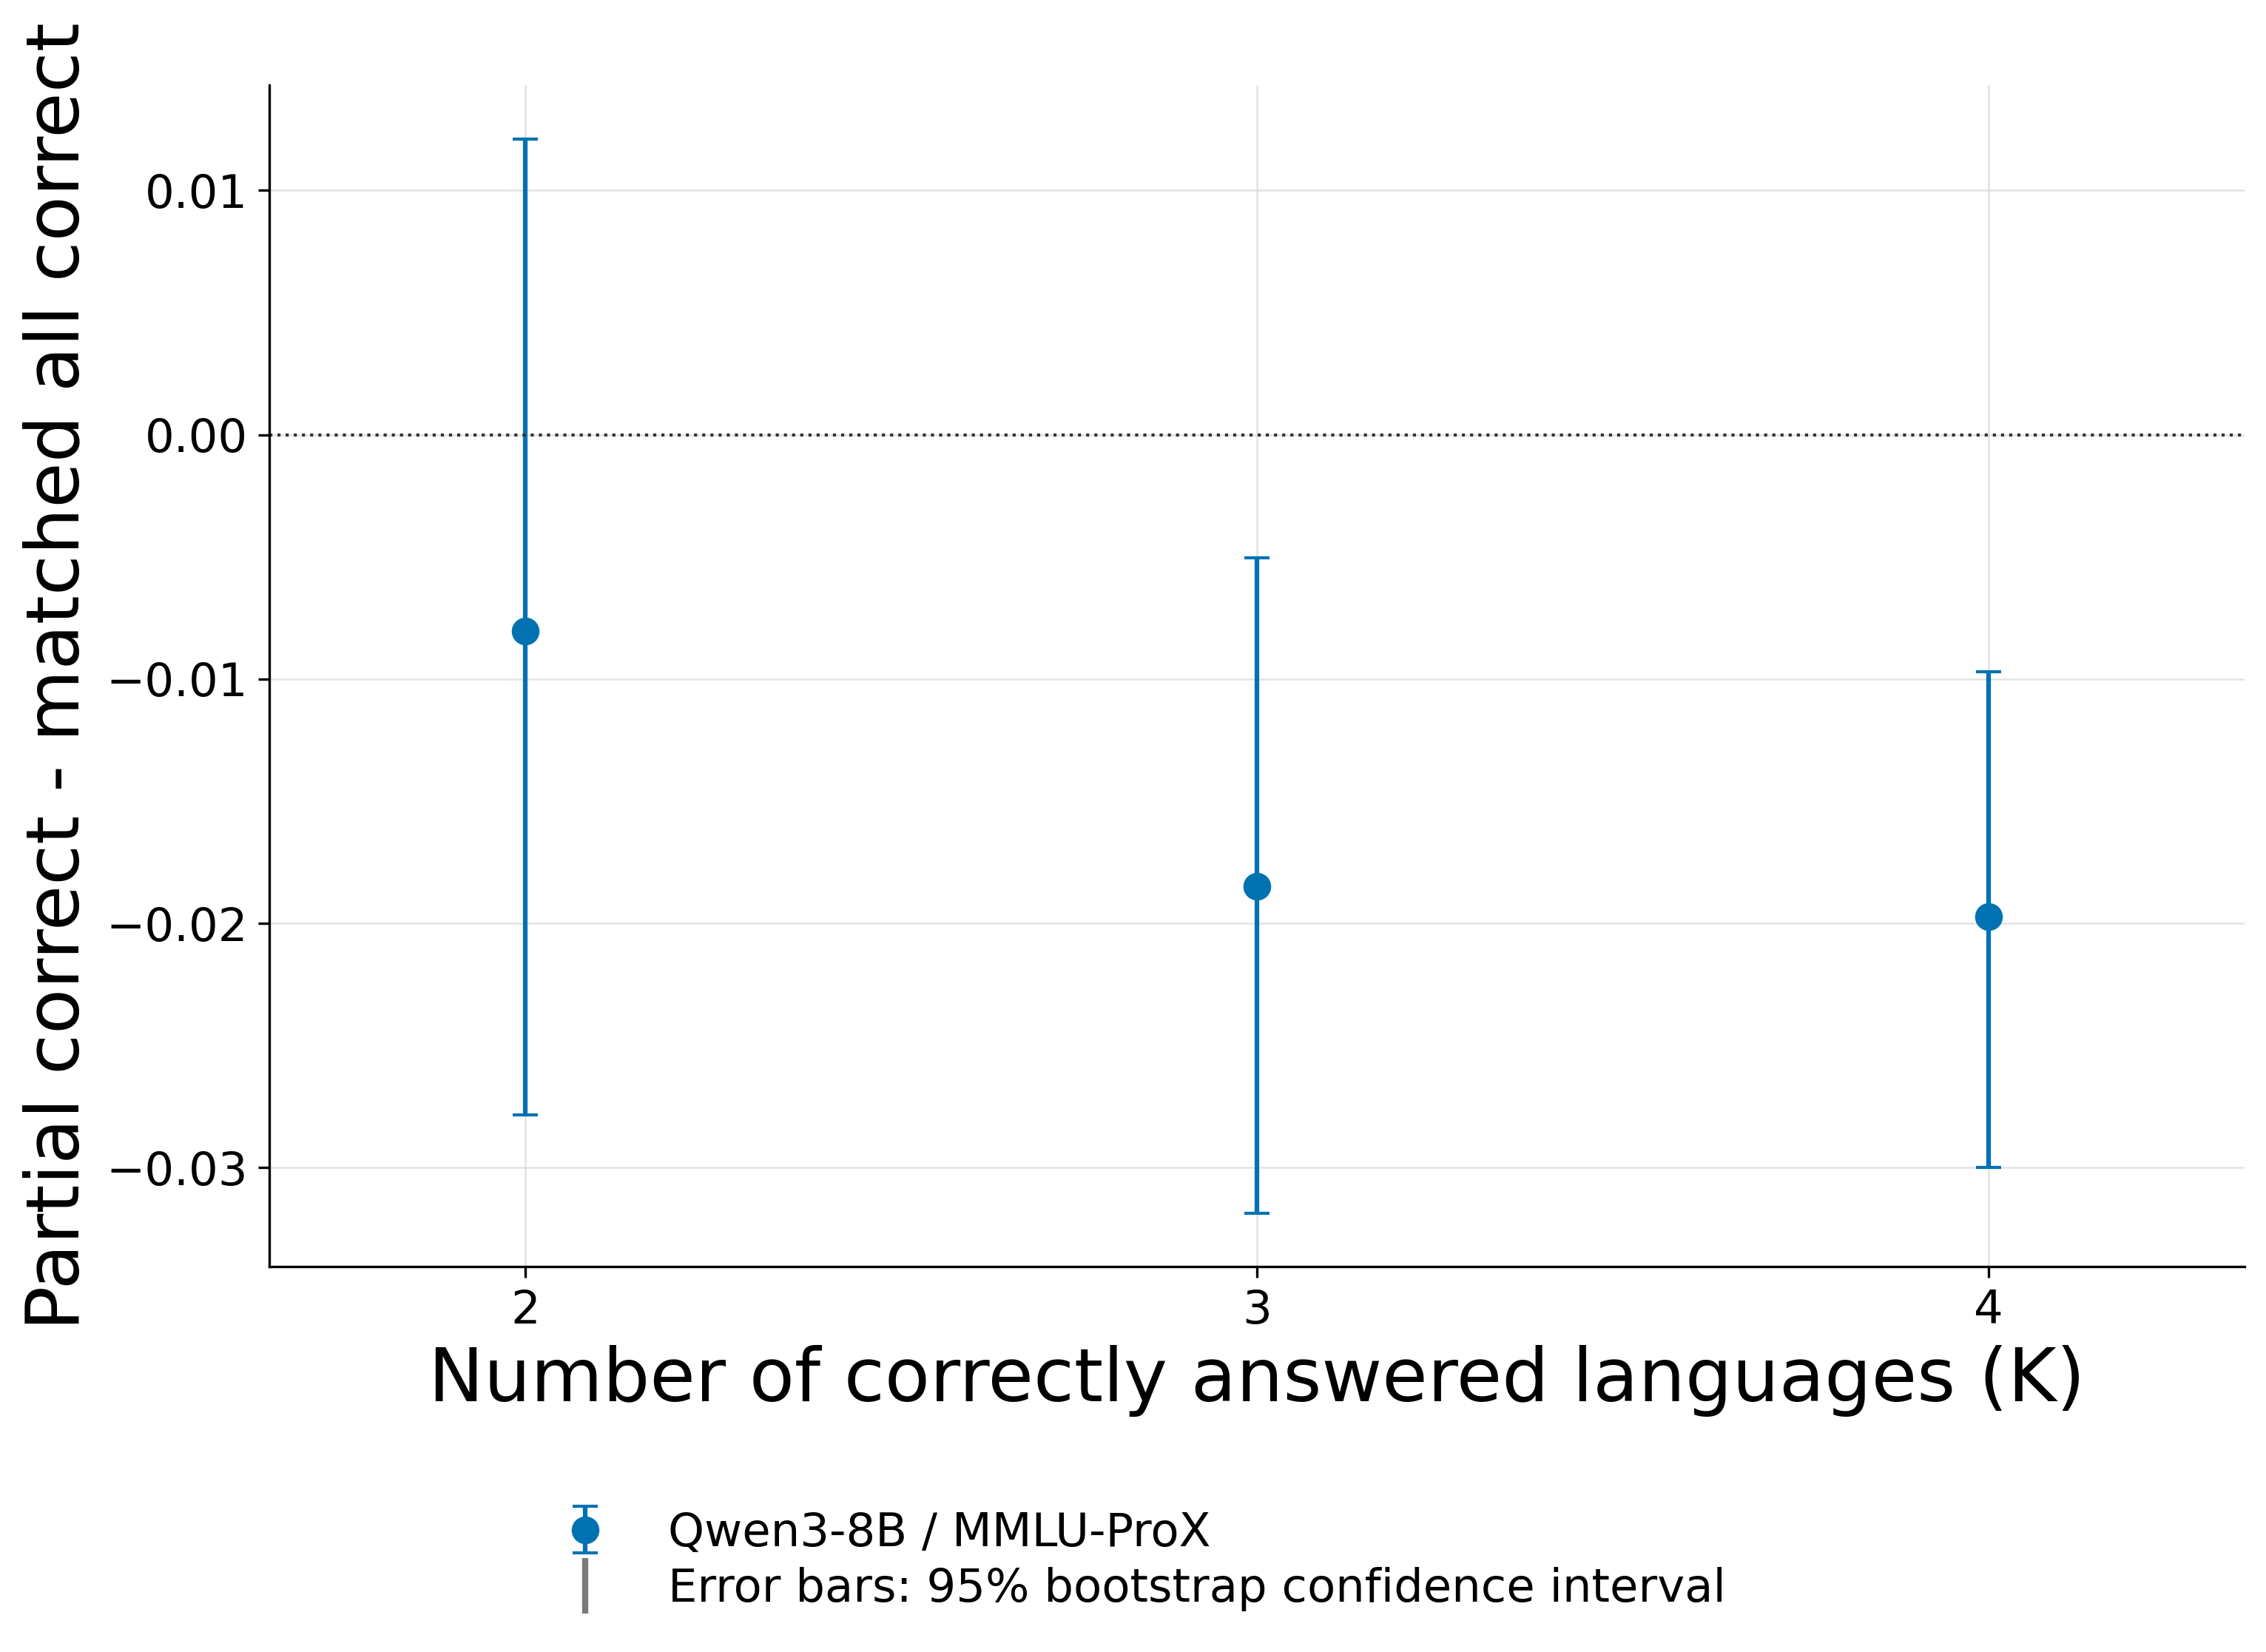 Partial correct - matched all correct
0.01
0.00
−0.01
−0.02
−0.03
2
3
4
Number of correctly answered languages (K)
Qwen3-8B / MMLU-ProX
Error bars: 95% bootstrap confidence interval